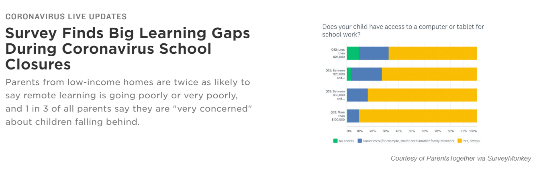 CORONAVIRUS LIVE UPDATES
Survey Finds Big Learning Gaps
During Coronavirus School
Closures
Parents from low-income homes are twice as likely to
say remote learning is going poorly or very poorly,
and 1 in 3 of all parents say they are "very concerned"
about children falling behind.
Does your child have access to a computer or tablet for
school work?
Courtesy of ParentsTogether via SurveyMonkey